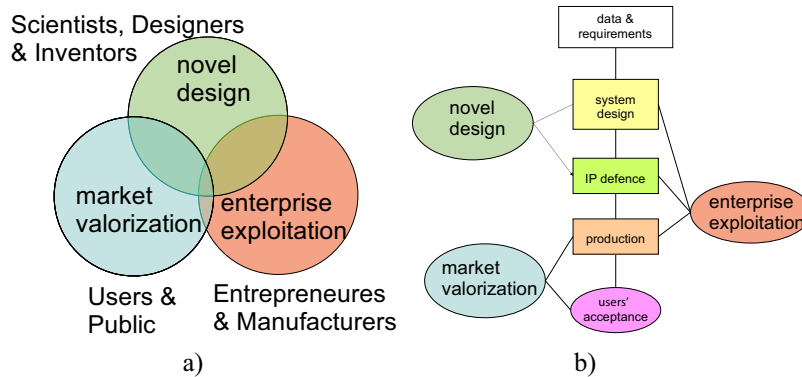 Scientists, Designers
& Inventors
novel
design
market
valorization
enterprise
exploitation
Users &
Public
Entrepreneures
& Manufacturers
a)
data &
requirements
novel
design
system
design
IP defence
enterprise
exploitation
production
market
valorization
users'
acceptance
b)